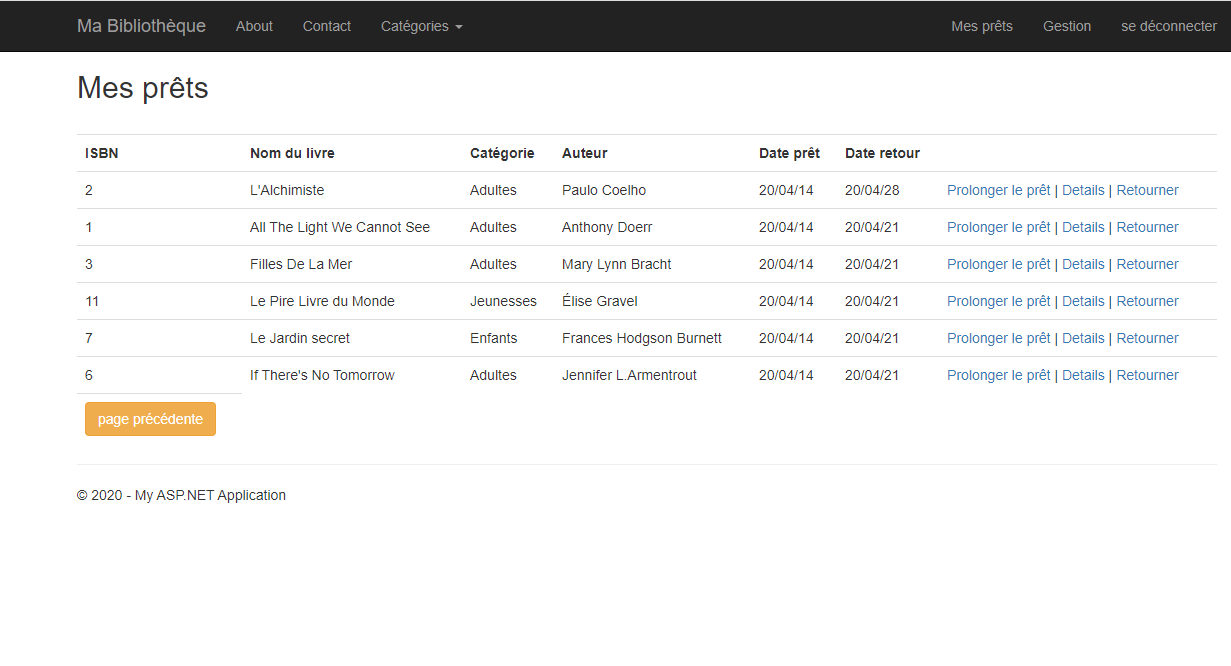 Ma Bibliothèque About Contact Catégories Mes prêts Gestion se déconnecter
Mes prêts
ISBN Nom du livre Catégorie Auteur Date prêt Date retour
2 L'Alchimiste Adultes Paulo Coelho 20/04/14 20/04/28 Prolonger le prêt | Details | Retourner
1 All The Light We Cannot See Adultes Anthony Doerr 20/04/14 20/04/21 Prolonger le prêt | Details | Retourner
3 Filles De La Mer Adultes Mary Lynn Bracht 20/04/14 20/04/21 Prolonger le prêt | Details | Retourner
11 Le Pire Livre du Monde Jeunesses Élise Gravel 20/04/14 20/04/21 Prolonger le prêt | Details | Retourner
7 Le Jardin secret Enfants Frances Hodgson Burnett 20/04/14 20/04/21 Prolonger le prêt | Details | Retourner
6 If There's No Tomorrow Adultes Jennifer L.Armentrout 20/04/14 20/04/21 Prolonger le prêt | Details | Retourner
page précédente
© 2020 - My ASP.NET Application